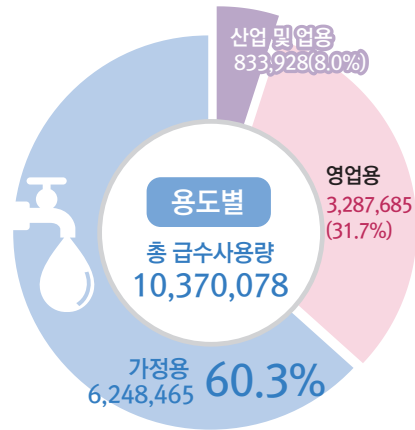 산업 및 업용
833,928(8.0%)
영업용
3,287,685
(31.7%)
용도별
총 급수사용량
10,370,078
가정용
6,248,465
60.3%